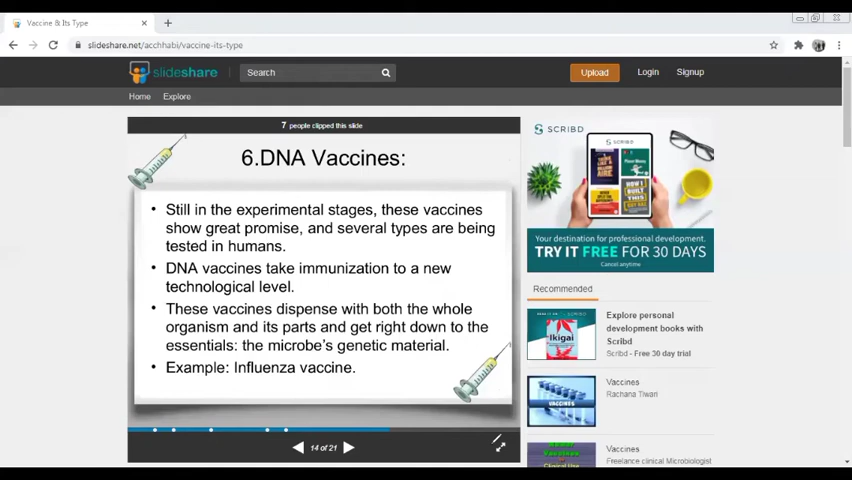 Vaccine & Its Type
slideshare.net/acchhabi/vaccine-its-type
slideshare
Search
Upload
Login
Signup
Home
Explore
7 people clipped this slide
6.DNA Vaccines:
• Still in the experimental stages, these vaccines
show great promise, and several types are being
tested in humans.
• DNA vaccines take immunization to a new
technological level.
• These vaccines dispense with both the whole
organism and its parts and get right down to the
essentials: the microbe's genetic material.
• Example: Influenza vaccine.
14 of 21
SCRIBD
Your destination for professional development.
TRY IT FREE FOR 30 DAYS
Cancel anytime.
Recommended
Ikigai
Explore personal
development books with
Scribd
Scribd - Free 30 day trial
VACCINES
Vaccines
Rachana Tiwari
Vaccines
Freelance clinical Microbiologist